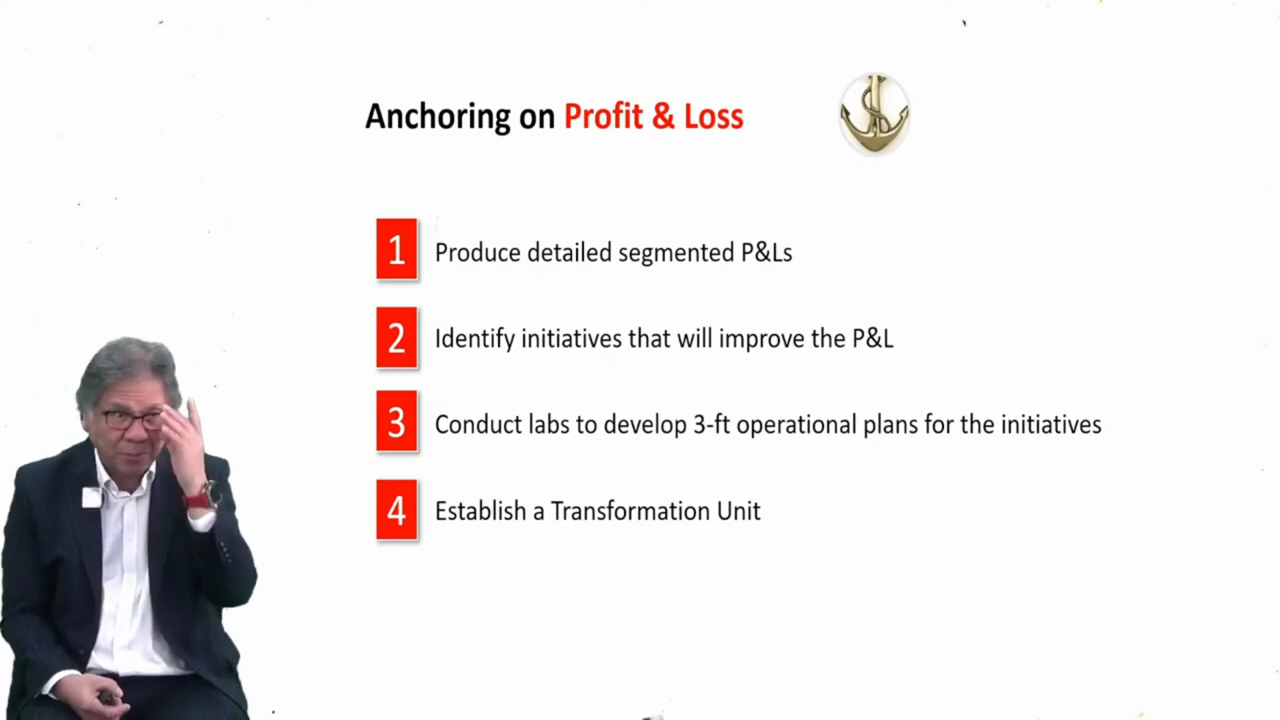 Anchoring on Profit & Loss
1 Produce detailed segmented P&Ls
2 Identify initiatives that will improve the P&L
3 Conduct labs to develop 3-ft operational plans for the initiatives
4 Establish a Transformation Unit